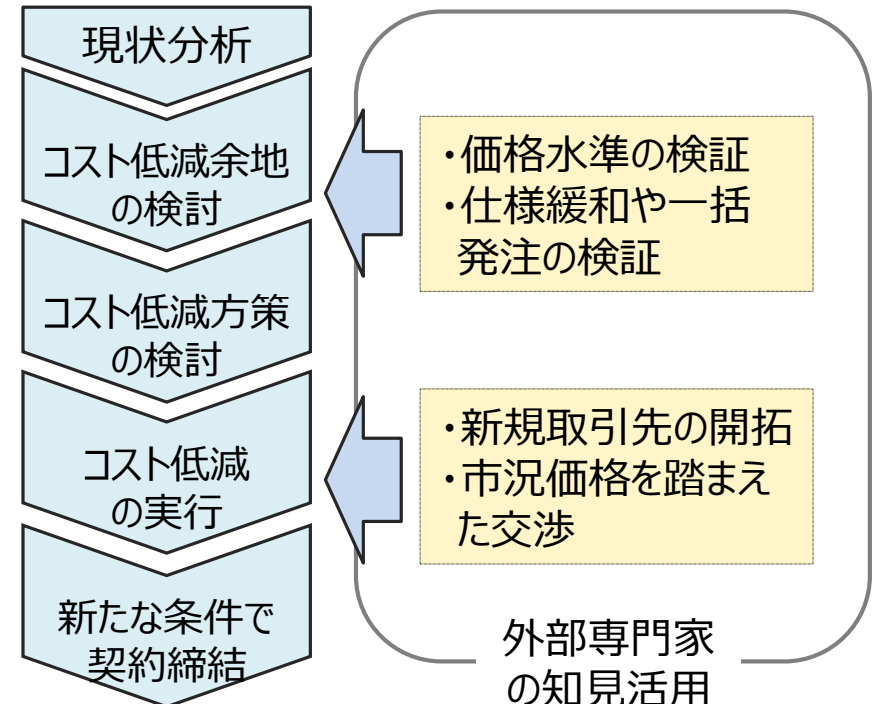 現状分析
コスト低減余地
の検討
コスト低減方策
の検討
コスト低減
の実行
新たな条件で
契約締結
・価格水準の検証
・仕様緩和や一括
発注の検証
・新規取引先の開拓
・市況価格を踏まえ
た交渉
外部専門家
の知見活用